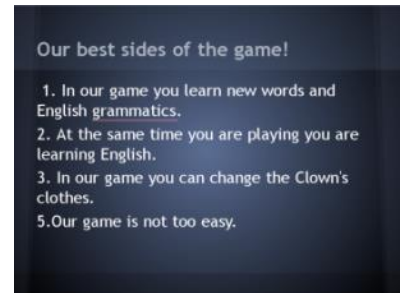 Our best sides of the game!
1. In our game you learn new words and
English grammatics.
2. At the same time you are playing you are
learning English.
3. In our game you can change the Clown's
clothes.
5.Our game is not too easy.